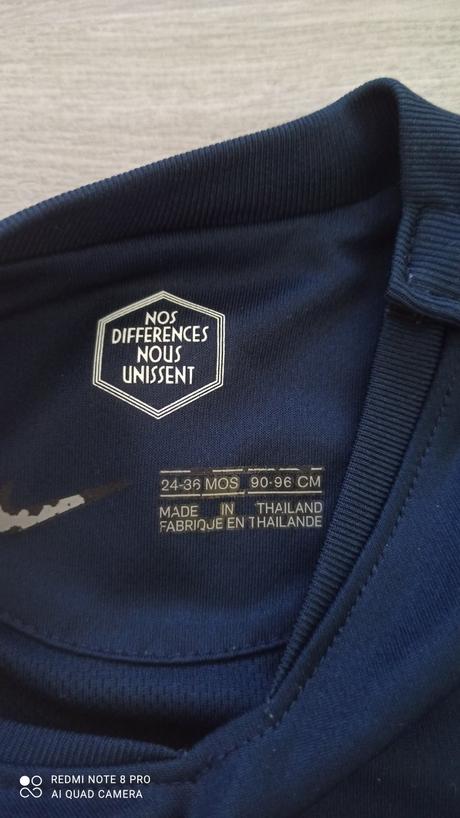 NOS
DIFFERENCES
NOUS
UNISSENT
24-36 MOS 90-96 CM
MADE IN THAILAND
FABRIQUE EN THAILANDE
REDMI NOTE 8 PRO
AI QUAD CAMERA